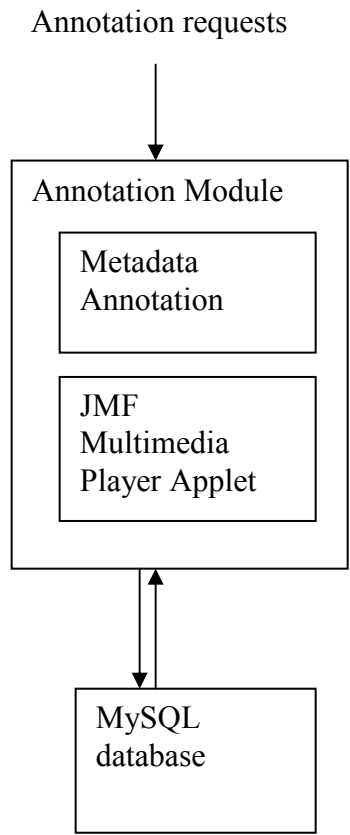 Annotation requests
Annotation Module
Metadata
Annotation
JMF
Multimedia
Player Applet
MySQL
database